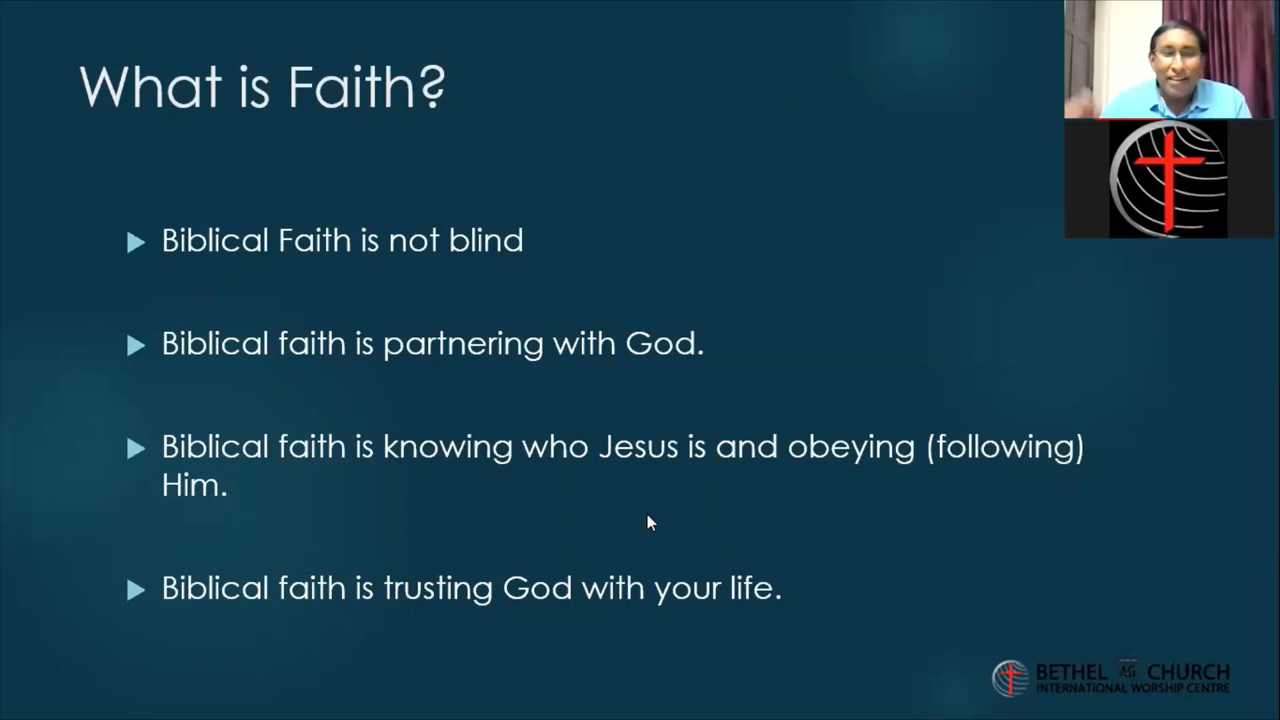 What is Faith?
Biblical Faith is not blind
Biblical faith is partnering with God.
Biblical faith is knowing who Jesus is and obeying (following)
Him.
Biblical faith is trusting God with your life.
BETHEL AG CHURCH
INTERNATIONAL WORSHIP CENTRE